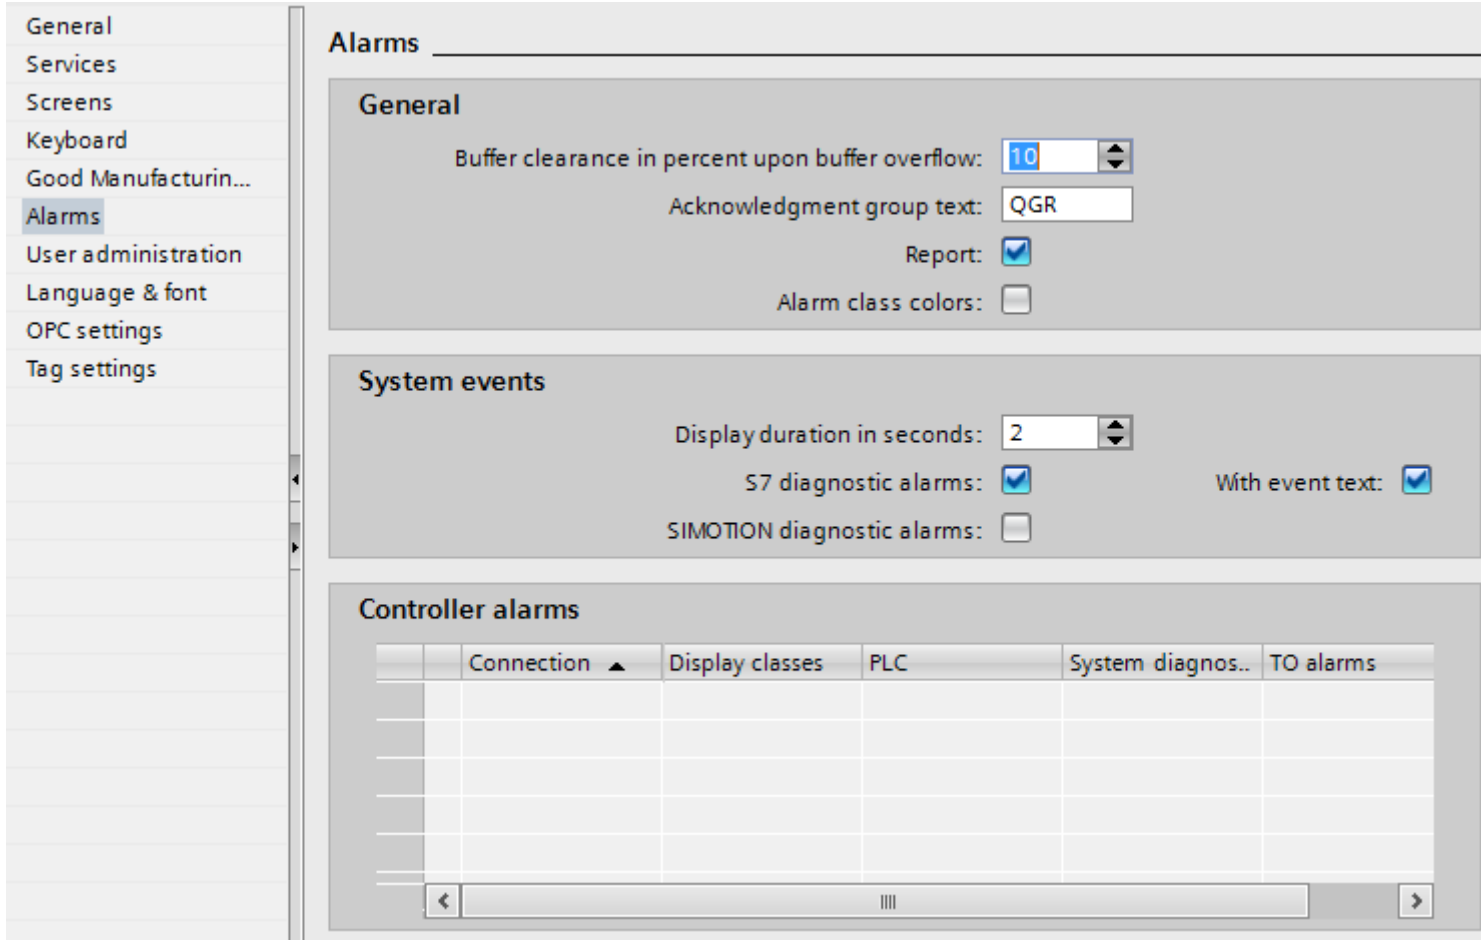 General
Services
Screens
Keyboard
Good Manufacturin...
Alarms
User administration
Language & font
OPC settings
Tag settings
Alarms
General
Buffer clearance in percent upon buffer overflow: 10
Acknowledgment group text: QGR
Report:
Alarm class colors:
System events
Display duration in seconds: 2
S7 diagnostic alarms: With event text:
SIMOTION diagnostic alarms:
Controller alarms
Connection Display classes PLC System diagnos.. TO alarms